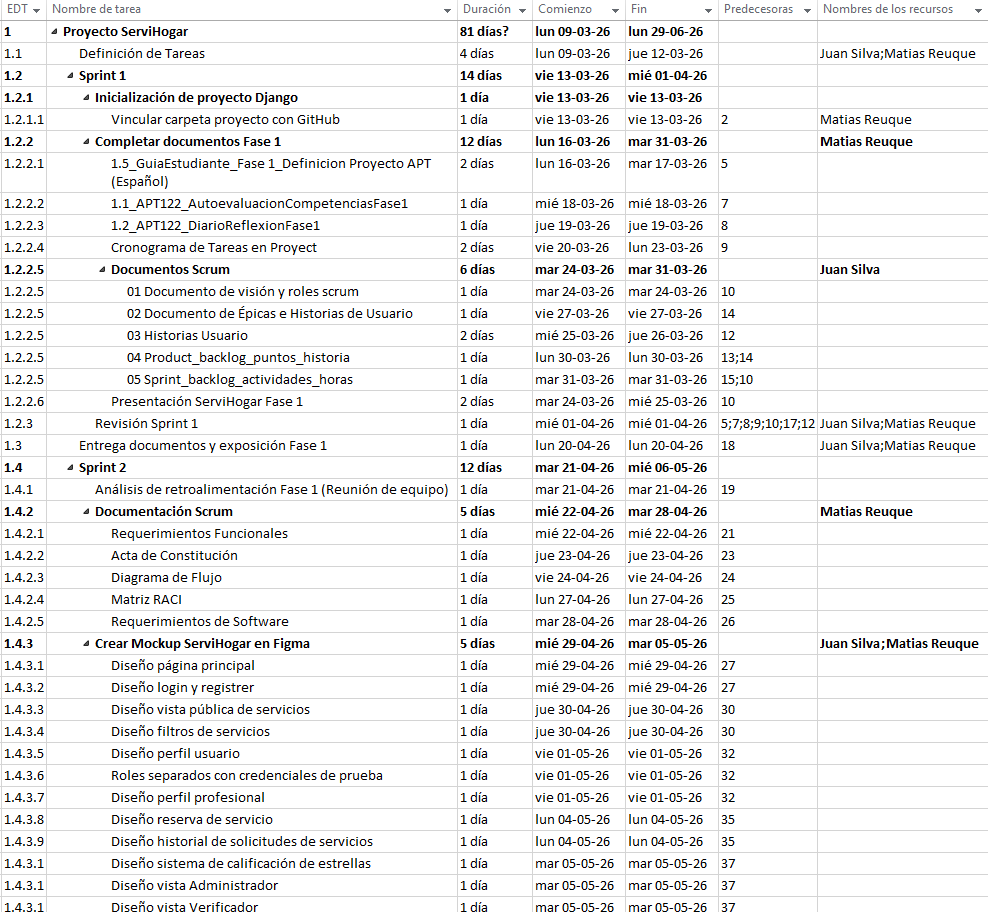 EDT Nombre de tarea Duración Comienzo Fin Predecesoras Nombres de los recursos
1 Proyecto ServiHogar 81 días? lun 09-03-26 lun 29-06-26
1.1 Definición de Tareas 4 días lun 09-03-26 jue 12-03-26 Juan Silva;Matias Reuque
1.2 Sprint 1 14 días vie 13-03-26 mié 01-04-26
1.2.1 Inicialización de proyecto Django 1 día vie 13-03-26 vie 13-03-26
1.2.1.1 Vincular carpeta proyecto con GitHub 1 día vie 13-03-26 vie 13-03-26 2 Matias Reuque
1.2.2 Completar documentos Fase 1 12 días lun 16-03-26 mar 31-03-26 Matias Reuque
1.2.2.1 1.5_GuiaEstudiante_Fase 1_Definicion Proyecto APT 2 días lun 16-03-26 mar 17-03-26 5
(Español)
1.2.2.2 1.1_APT122_AutoevaluacionCompetenciasFase1 1 día mié 18-03-26 mié 18-03-26 7
1.2.2.3 1.2_APT122_DiarioReflexionFase1 1 día jue 19-03-26 jue 19-03-26 8
1.2.2.4 Cronograma de Tareas en Proyect 2 días vie 20-03-26 lun 23-03-26 9
1.2.2.5 Documentos Scrum 6 días mar 24-03-26 mar 31-03-26 Juan Silva
1.2.2.5 01 Documento de visión y roles scrum 1 día mar 24-03-26 mar 24-03-26 10
1.2.2.5 02 Documento de Épicas e Historias de Usuario 1 día vie 27-03-26 vie 27-03-26 14
1.2.2.5 03 Historias Usuario 2 días mié 25-03-26 jue 26-03-26 12
1.2.2.5 04 Product_backlog_puntos_historia 1 día lun 30-03-26 lun 30-03-26 13;14
1.2.2.5 05 Sprint_backlog_actividades_horas 1 día mar 31-03-26 mar 31-03-26 15;10
1.2.2.6 Presentación ServiHogar Fase 1 2 días mar 24-03-26 mié 25-03-26 10
1.2.3 Revisión Sprint 1 1 día mié 01-04-26 mié 01-04-26 5;7;8;9;10;17;12 Juan Silva;Matias Reuque
1.3 Entrega documentos y exposición Fase 1 1 día lun 20-04-26 lun 20-04-26 18 Juan Silva;Matias Reuque
1.4 Sprint 2 12 días mar 21-04-26 mié 06-05-26
1.4.1 Análisis de retroalimentación Fase 1 (Reunión de equipo) 1 día mar 21-04-26 mar 21-04-26 19
1.4.2 Documentación Scrum 5 días mié 22-04-26 mar 28-04-26 Matias Reuque
1.4.2.1 Requerimientos Funcionales 1 día mié 22-04-26 mié 22-04-26 21
1.4.2.2 Acta de Constitución 1 día jue 23-04-26 jue 23-04-26 23
1.4.2.3 Diagrama de Flujo 1 día vie 24-04-26 vie 24-04-26 24
1.4.2.4 Matriz RACI 1 día lun 27-04-26 lun 27-04-26 25
1.4.2.5 Requerimientos de Software 1 día mar 28-04-26 mar 28-04-26 26
1.4.3 Crear Mockup ServiHogar en Figma 5 días mié 29-04-26 mar 05-05-26 Juan Silva;Matias Reuque
1.4.3.1 Diseño página principal 1 día mié 29-04-26 mié 29-04-26 27
1.4.3.2 Diseño login y registrer 1 día mié 29-04-26 mié 29-04-26 27
1.4.3.3 Diseño vista pública de servicios 1 día jue 30-04-26 jue 30-04-26 30
1.4.3.4 Diseño filtros de servicios 1 día jue 30-04-26 jue 30-04-26 30
1.4.3.5 Diseño perfil usuario 1 día vie 01-05-26 vie 01-05-26 32
1.4.3.6 Roles separados con credenciales de prueba 1 día vie 01-05-26 vie 01-05-26 32
1.4.3.7 Diseño perfil profesional 1 día vie 01-05-26 vie 01-05-26 32
1.4.3.8 Diseño reserva de servicio 1 día lun 04-05-26 lun 04-05-26 35
1.4.3.9 Diseño historial de solicitudes de servicios 1 día lun 04-05-26 lun 04-05-26 35
1.4.3.1 Diseño sistema de calificación de estrellas 1 día mar 05-05-26 mar 05-05-26 37
1.4.3.1 Diseño vista Administrador 1 día mar 05-05-26 mar 05-05-26 37
1.4.3.1 Diseño vista Verificador 1 día mar 05-05-26 mar 05-05-26 37